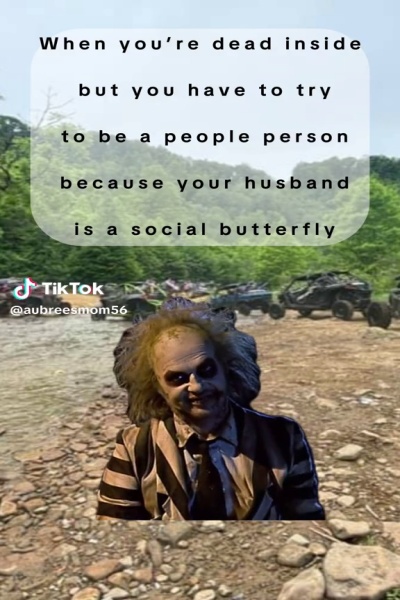 When you’re dead inside
but you have to try
to be a people person
because your husband
is a social butterfly
TikTok
@aubreesmom56